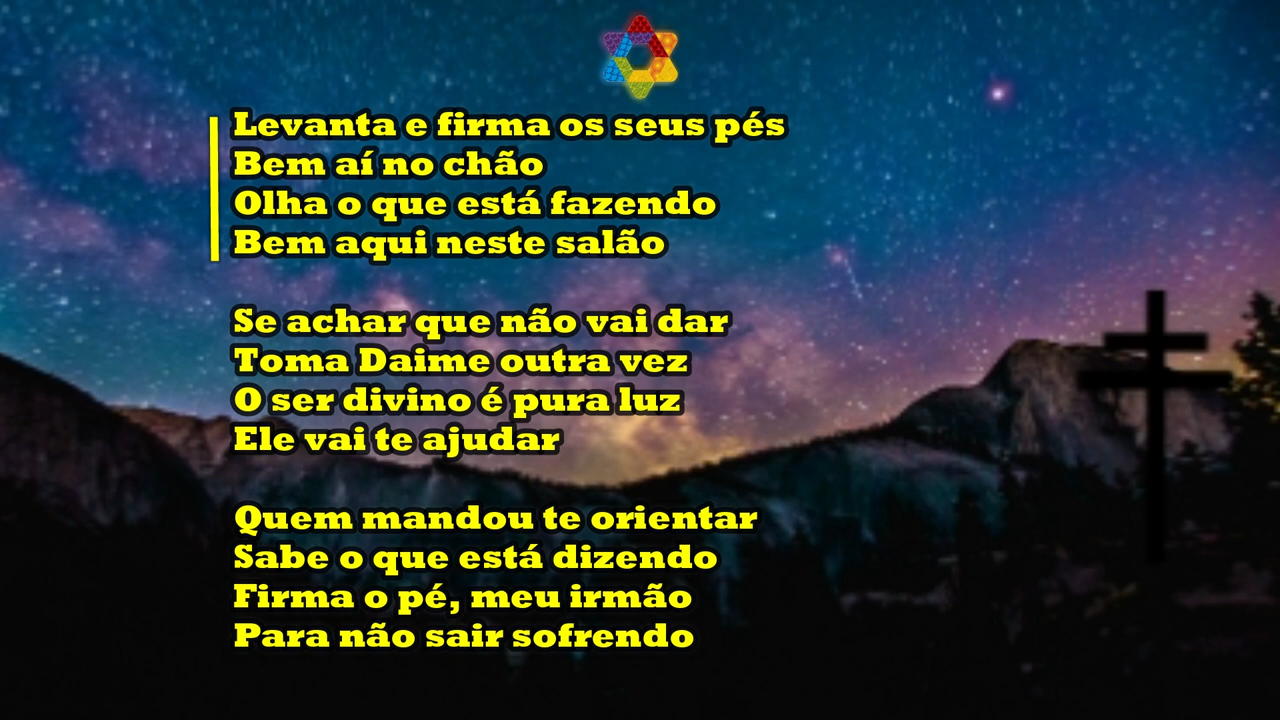 Levanta e firma os seus pés
Bem aí no chão
Olha o que está fazendo
Bem aqui neste salão
Se achar que não vai dar
Toma Daime outra vez
O ser divino é pura luz
Ele vai te ajudar
Quem mandou te orientar
Sabe o que está dizendo
Firma o pé, meu irmão
Para não sair sofrendo